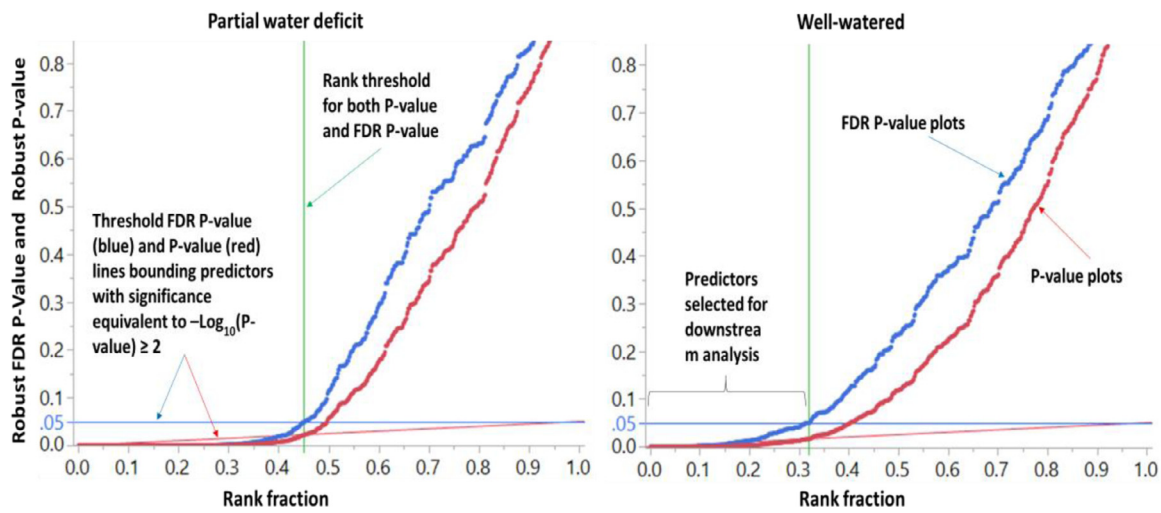 Partial water deficit
Well-watered
Robust FDR P-Value and Robust P-value
0.8
0.7
0.6
0.5
0.4
0.3
0.2
0.1
.05
0.0
Rank threshold
for both P-value
and FDR P-value
Threshold FDR P-value
(blue) and P-value (red)
lines bounding predictors
with significance
equivalent to –Log10(P-
value) ≥ 2
0.0 0.1 0.2 0.3 0.4 0.5 0.6 0.7 0.8 0.9 1.0
Rank fraction
0.8
0.7
0.6
0.5
0.4
0.3
0.2
0.1
.05
0.0
FDR P-value plots
P-value plots
Predictors
selected for
downstrea
m analysis
0.0 0.1 0.2 0.3 0.4 0.5 0.6 0.7 0.8 0.9 1.0
Rank fraction